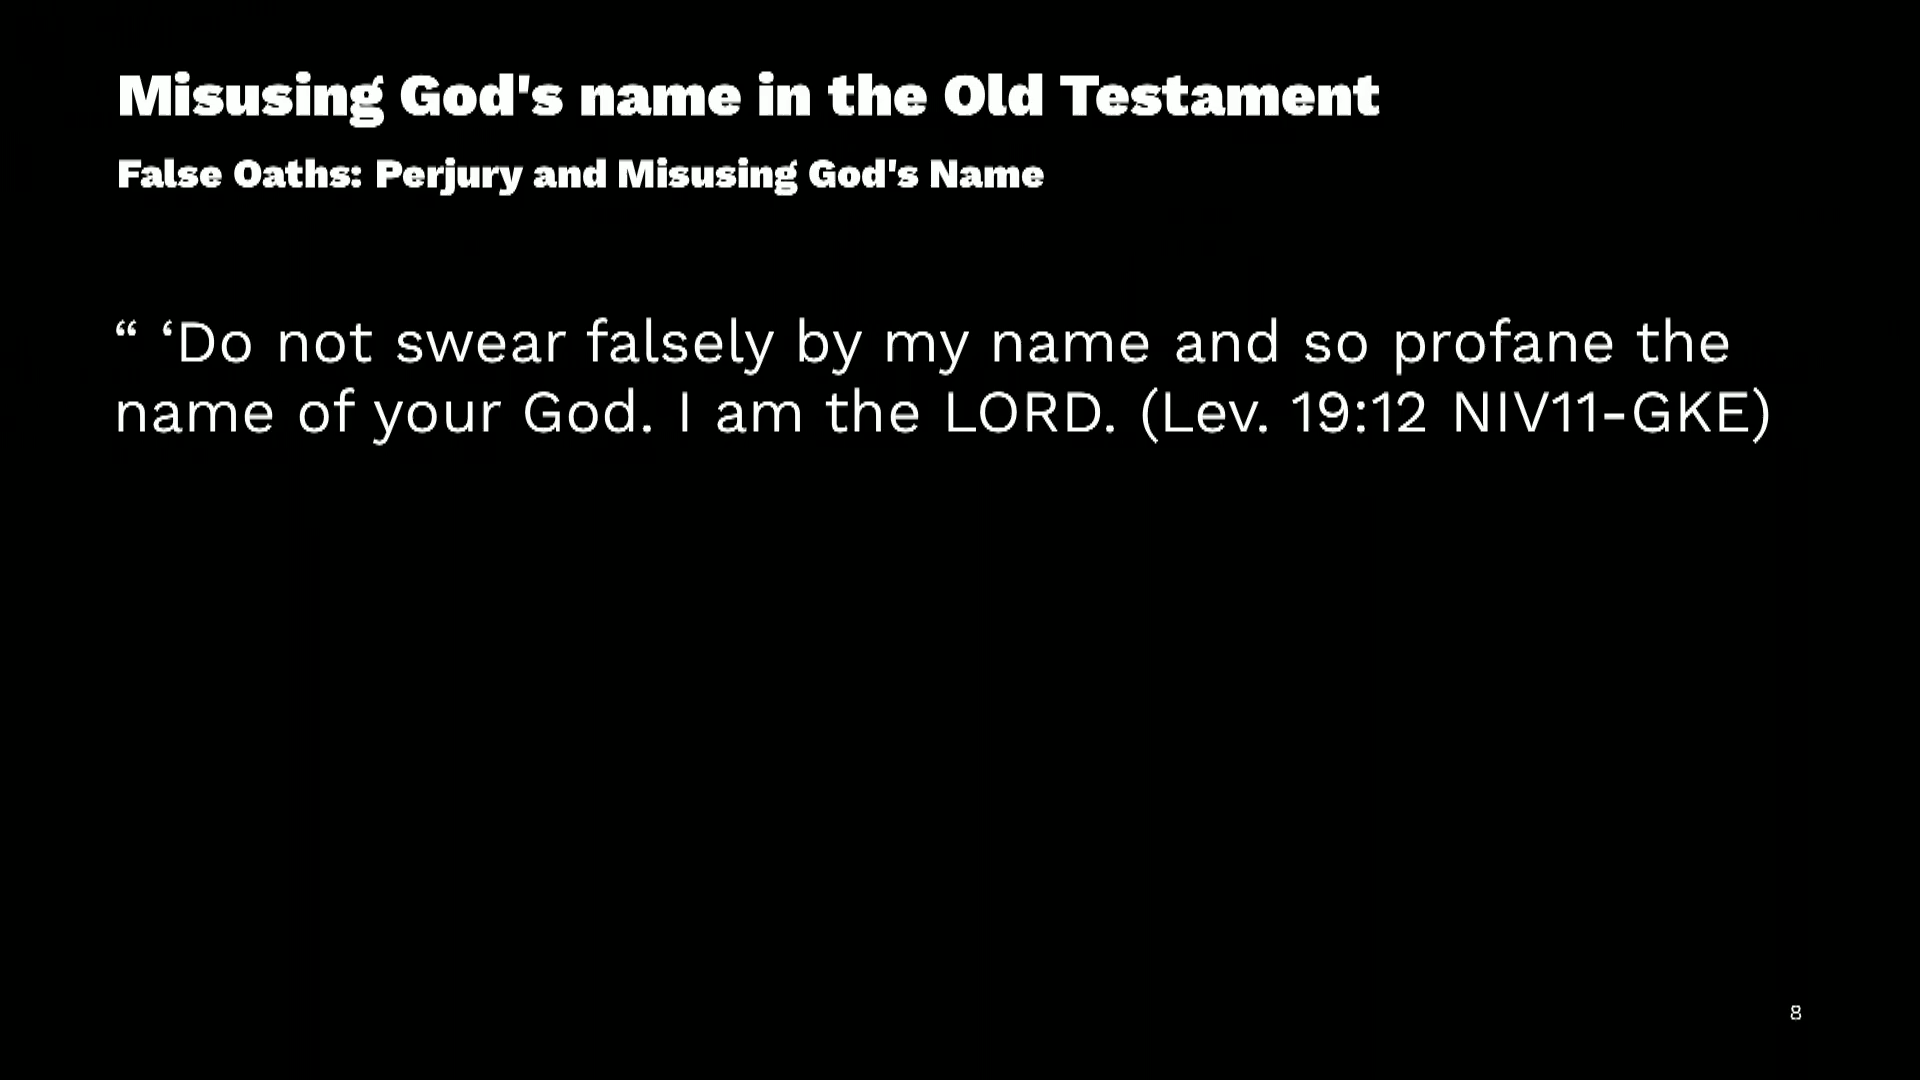 Misusing God's name in the Old Testament
False Oaths: Perjury and Misusing God's Name
“ ‘Do not swear falsely by my name and so profane the
name of your God. I am the LORD. (Lev. 19:12 NIV11-GKE)
8